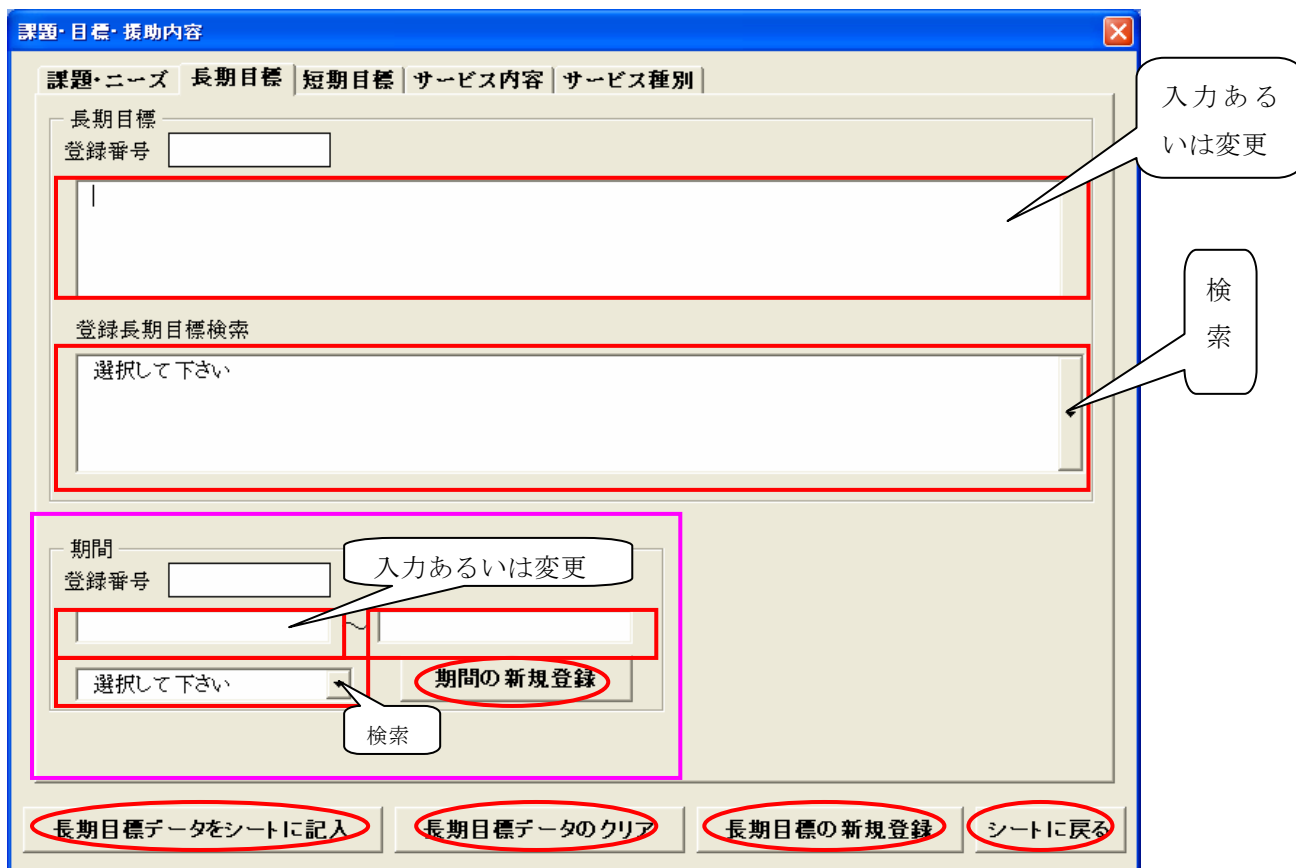 課題・目標・援助内容
課題・ニーズ 長期目標 短期目標 サービス内容 サービス種別
長期目標
登録番号
入力ある
いは変更
登録長期目標検索
選択して下さい
検
索
期間
登録番号
入力あるいは変更
~
選択して下さい
期間の新規登録
検索
長期目標データをシートに記入 長期目標データのクリア 長期目標の新規登録 シートに戻る